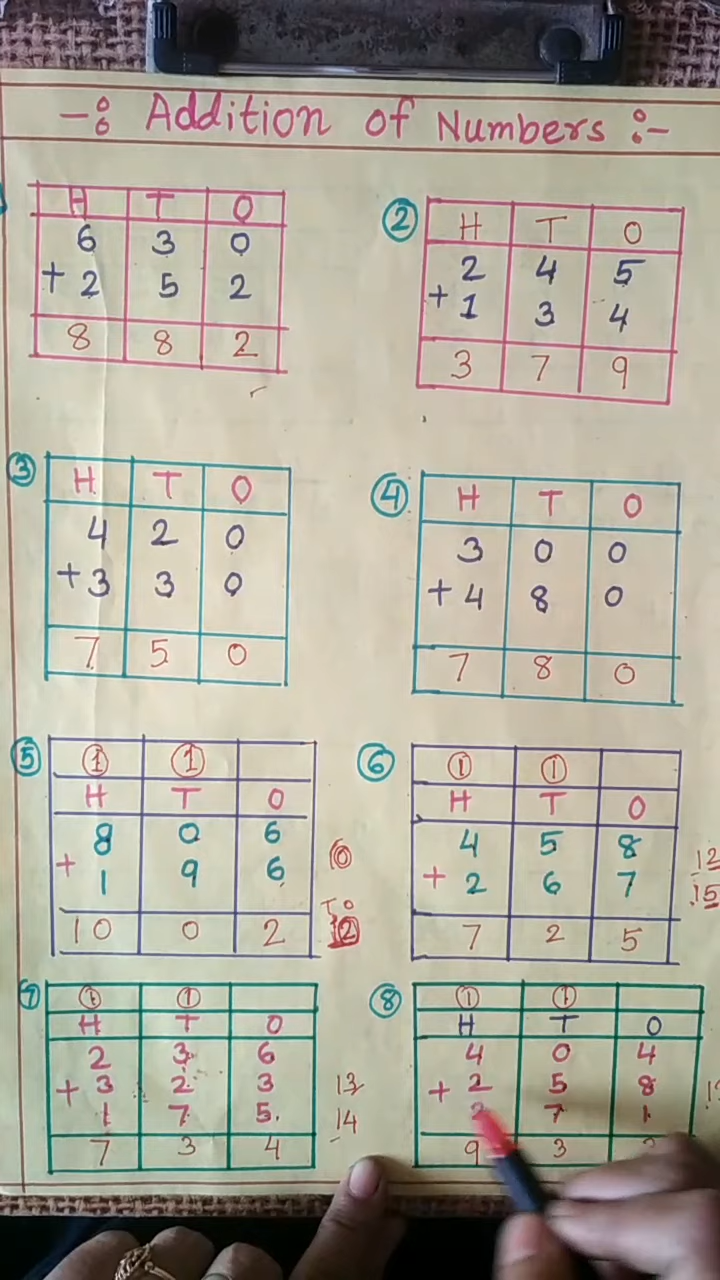 -: Addition of Numbers :-
H T O
6 3 0
+ 2 5 2
8 8 2
② H T O
2 4 5
+ 1 3 4
3 7 9
③ H T O
4 2 0
+ 3 3 0
7 5 0
④ H T O
3 0 0
+ 4 8 0
7 8 0
⑤ ① ①
H T O
8 0 6
+ 1 9 6
10 0 2
10
T O
12
⑥ ① ①
H T O
4 5 8
+ 2 6 7
7 2 5
12
15
⑦ ① ①
H T O
2 3 6
+ 3 2 3
1 7 5
7 3 4
13
14
⑧ ① ①
H T O
4 0 4
+ 2 5 8
7 1
9 3